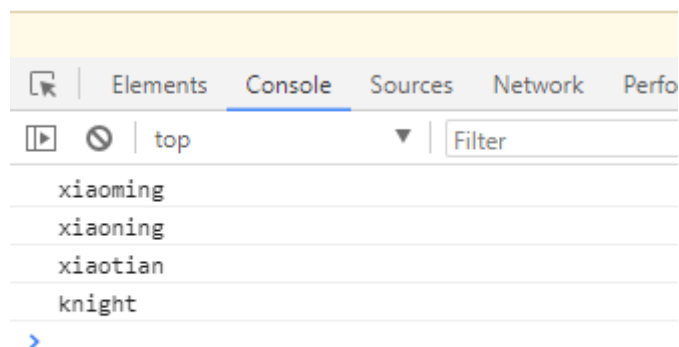 Elements Console Sources Network Perfo
top Filter
xiaoming
xiaoning
xiaotian
knight